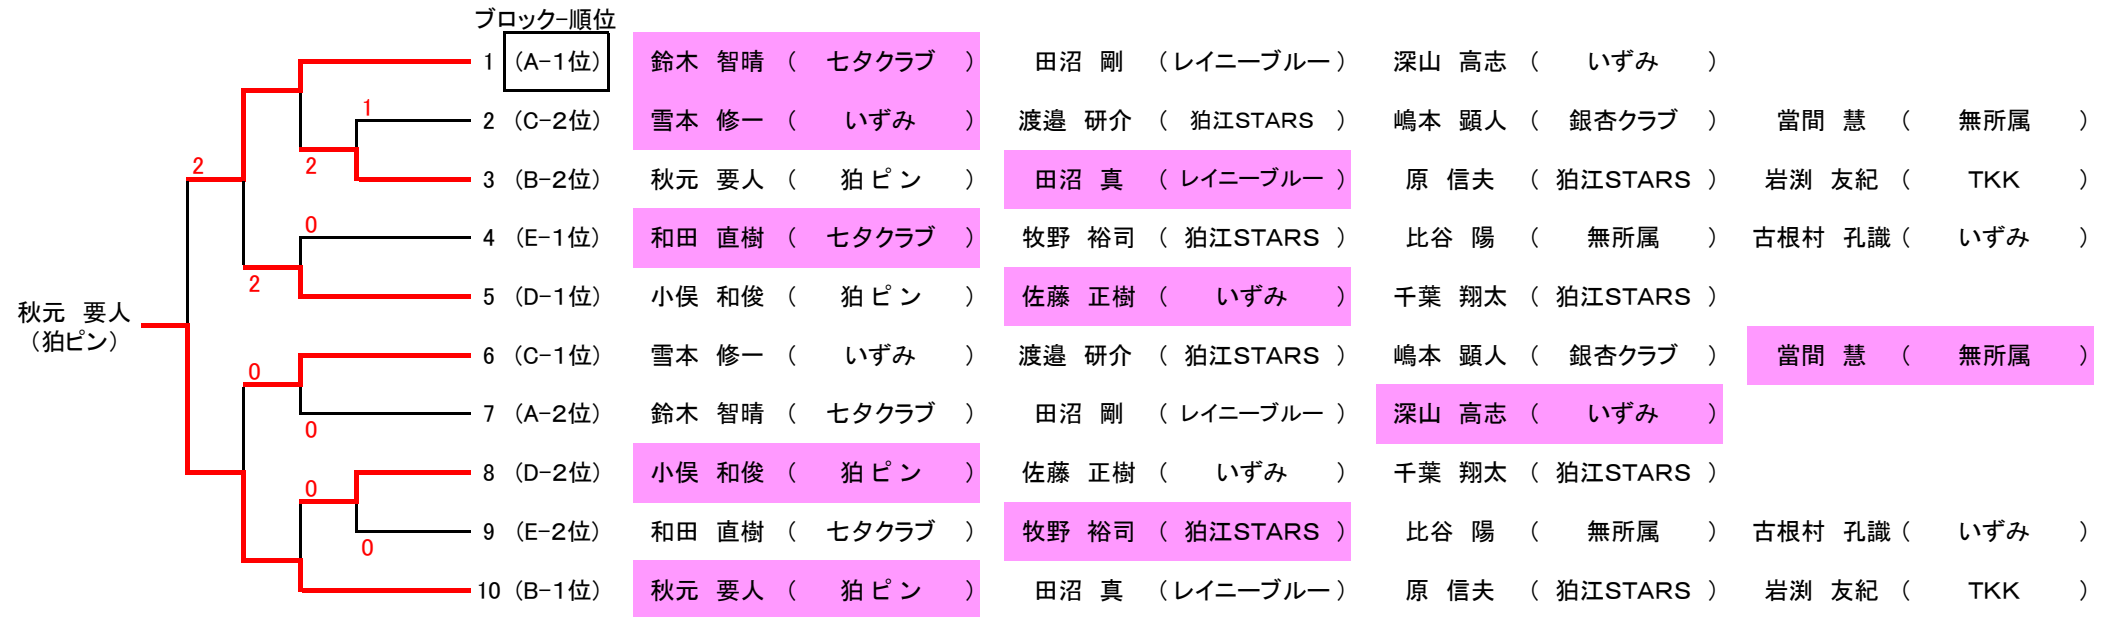 ブロック-順位
1 (A-1位) 鈴木 智晴 ( 七夕クラブ ) 田沼 剛 ( レイニーブルー ) 深山 高志 ( いずみ )
1
2 (C-2位) 雪本 修一 ( いずみ ) 渡邉 研介 ( 狛江STARS ) 嶋本 顕人 ( 銀杏クラブ ) 當間 慧 ( 無所属 )
2 2
3 (B-2位) 秋元 要人 ( 狛ピン ) 田沼 真 ( レイニーブルー ) 原 信夫 ( 狛江STARS ) 岩渕 友紀 ( TKK )
0
4 (E-1位) 和田 直樹 ( 七夕クラブ ) 牧野 裕司 ( 狛江STARS ) 比谷 陽 ( 無所属 ) 古根村 孔識 ( いずみ )
2
5 (D-1位) 小俣 和俊 ( 狛ピン ) 佐藤 正樹 ( いずみ ) 千葉 翔太 ( 狛江STARS )
秋元 要人
(狛ピン)
6 (C-1位) 雪本 修一 ( いずみ ) 渡邉 研介 ( 狛江STARS ) 嶋本 顕人 ( 銀杏クラブ ) 當間 慧 ( 無所属 )
0
7 (A-2位) 鈴木 智晴 ( 七夕クラブ ) 田沼 剛 ( レイニーブルー ) 深山 高志 ( いずみ )
0
8 (D-2位) 小俣 和俊 ( 狛ピン ) 佐藤 正樹 ( いずみ ) 千葉 翔太 ( 狛江STARS )
0
9 (E-2位) 和田 直樹 ( 七夕クラブ ) 牧野 裕司 ( 狛江STARS ) 比谷 陽 ( 無所属 ) 古根村 孔識 ( いずみ )
0
10 (B-1位) 秋元 要人 ( 狛ピン ) 田沼 真 ( レイニーブルー ) 原 信夫 ( 狛江STARS ) 岩渕 友紀 ( TKK )